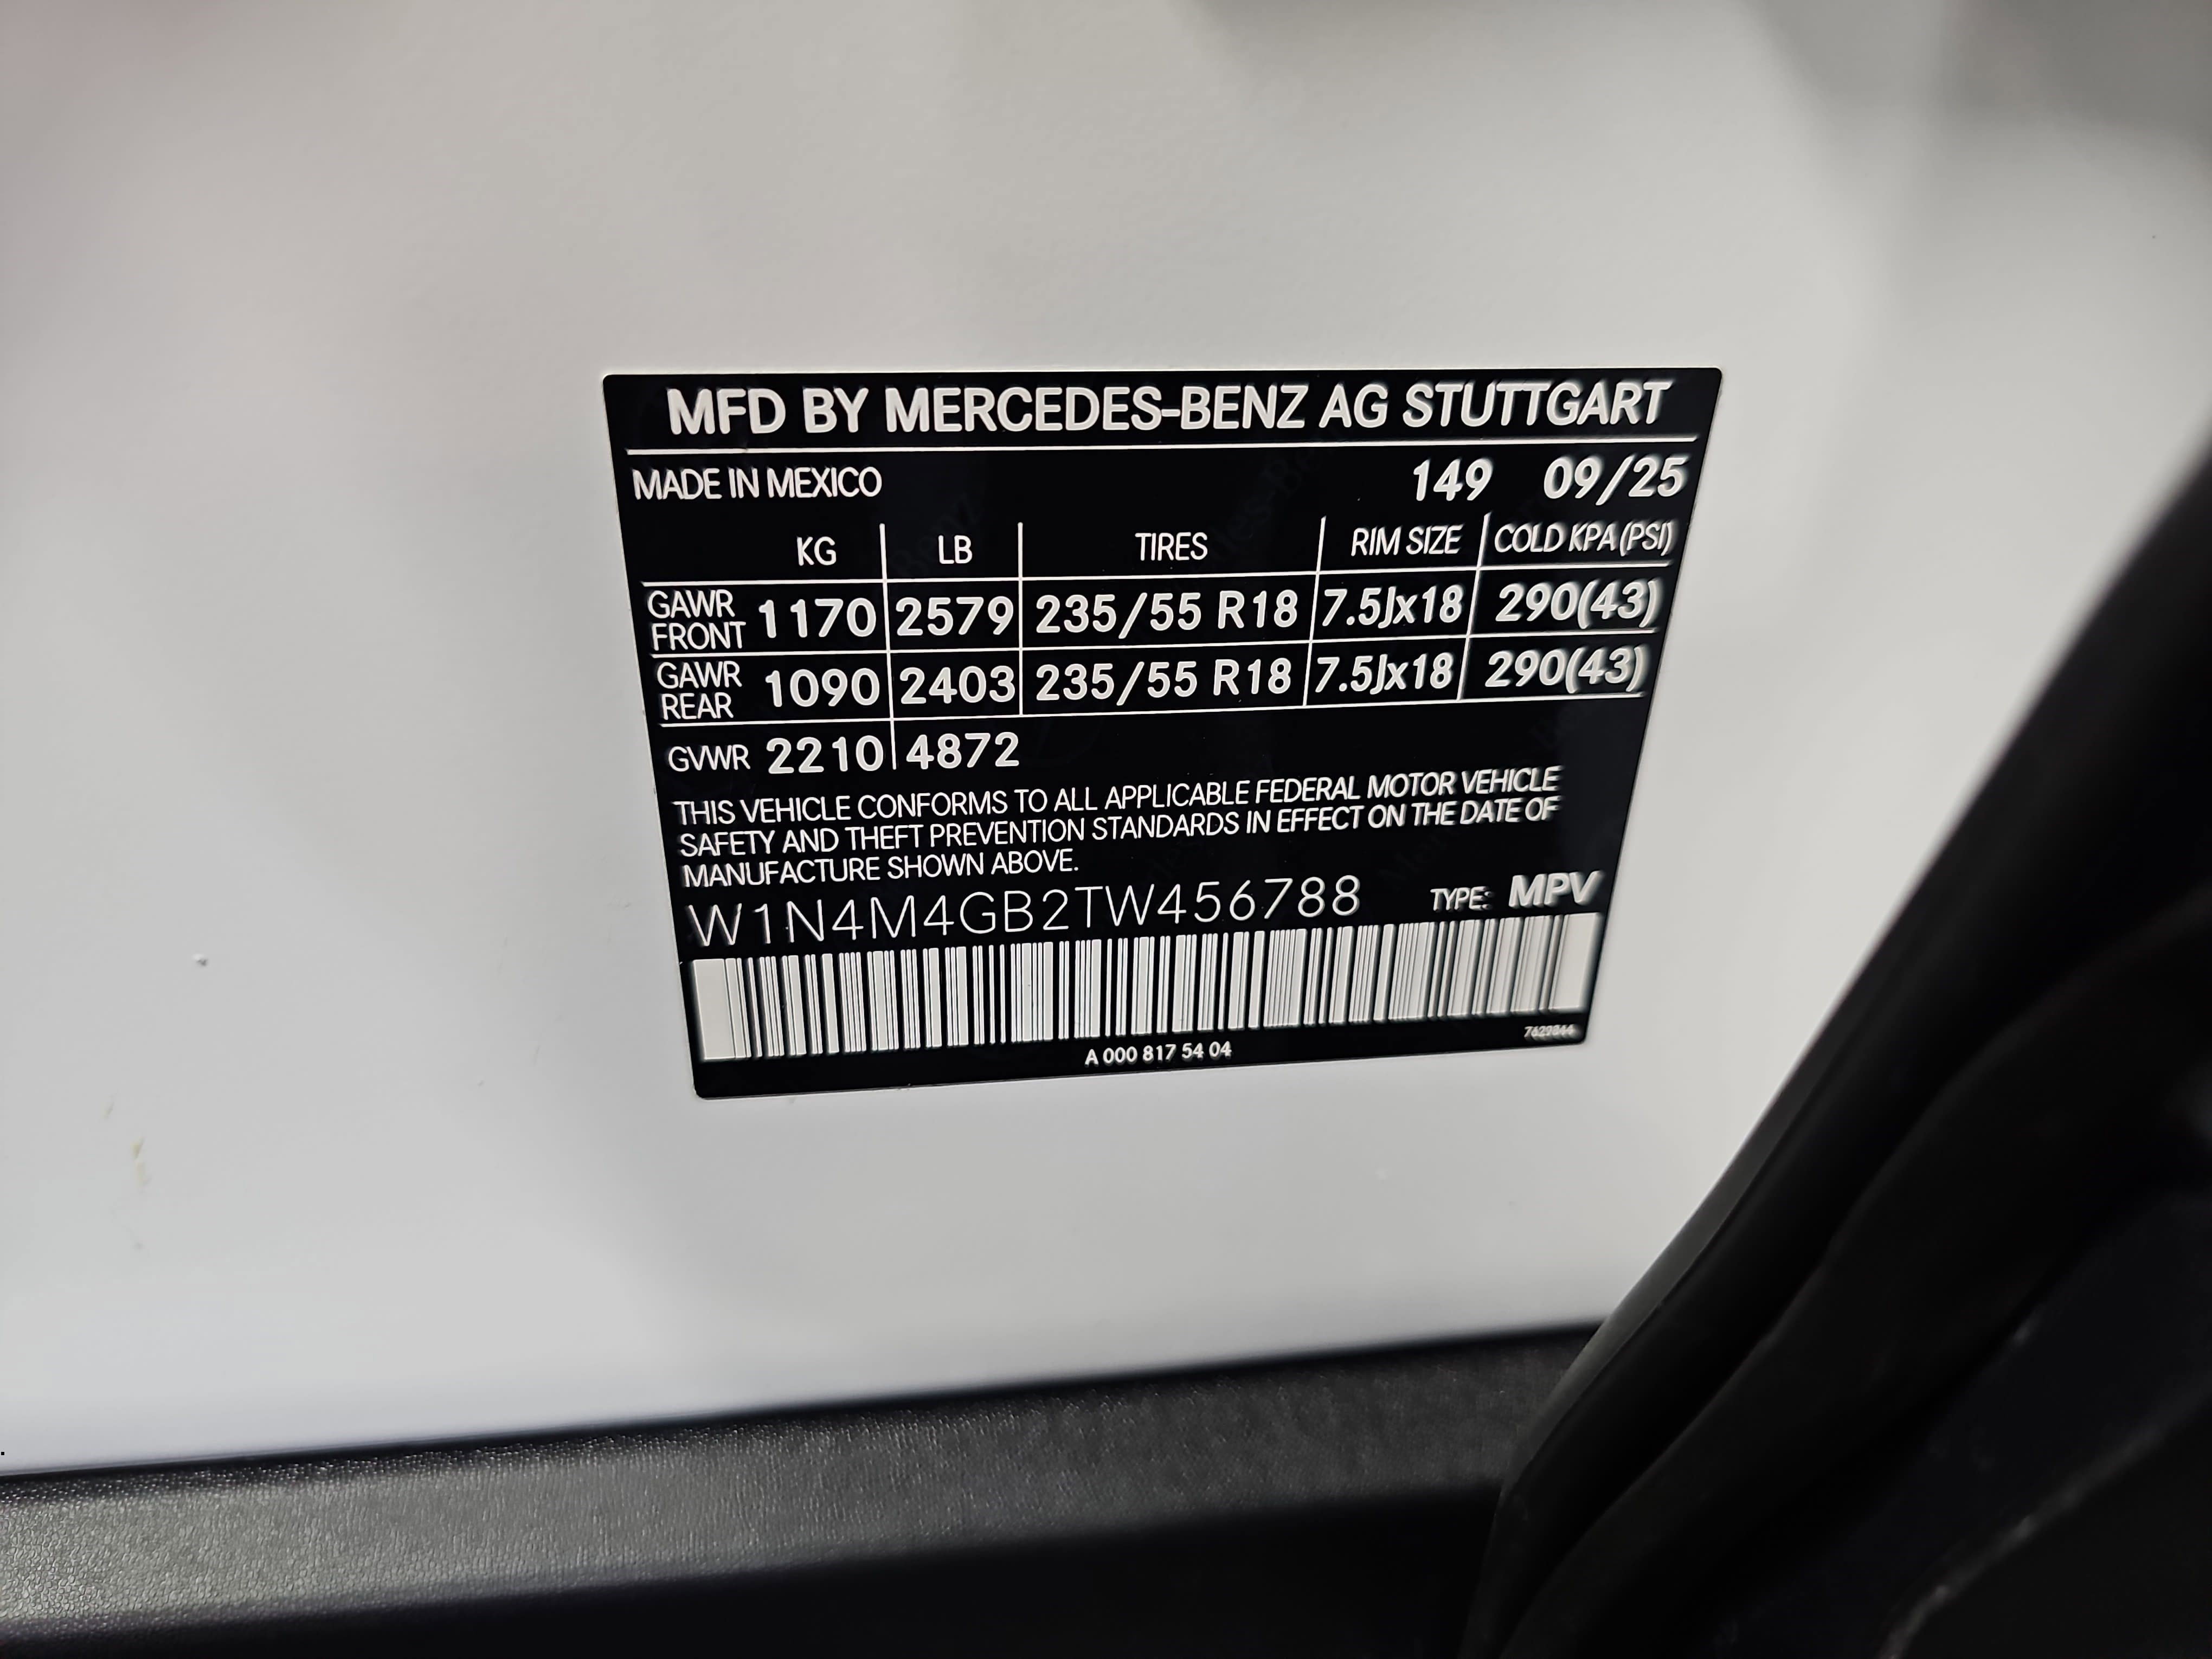 MFD BY MERCEDES-BENZ AG STUTTGART
MADE IN MEXICO 149 09/25
KG LB TIRES RIM SIZE COLD KPA(PSI)
GAWR FRONT 1170 2579 235/55 R18 7.5Jx18 290(43)
GAWR REAR 1090 2403 235/55 R18 7.5Jx18 290(43)
GVWR 2210 4872
THIS VEHICLE CONFORMS TO ALL APPLICABLE FEDERAL MOTOR VEHICLE
SAFETY AND THEFT PREVENTION STANDARDS IN EFFECT ON THE DATE OF
MANUFACTURE SHOWN ABOVE.
W1N4M4GB2TW456788 TYPE: MPV
A 000 817 54 04